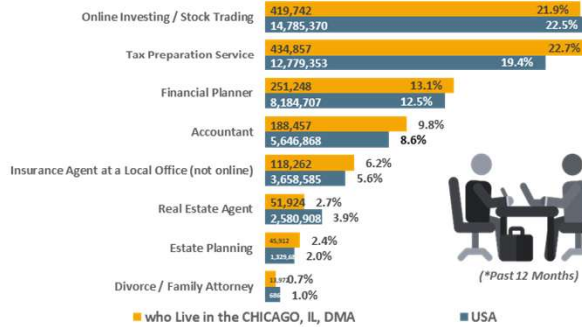 Online Investing / Stock Trading 419,742 21.9%
14,785,370 22.5%
Tax Preparation Service 434,857 22.7%
12,779,353 19.4%
Financial Planner 251,248 13.1%
8,184,707 12.5%
Accountant 188,457 9.8%
5,646,868 8.6%
Insurance Agent at a Local Office (not online) 118,262 6.2%
3,658,585 5.6%
Real Estate Agent 51,924 2.7%
2,580,908 3.9%
Estate Planning 45,912 2.4%
2.0%
Divorce / Family Attorney 0.7%
1.0%
(*Past 12 Months)
who Live in the CHICAGO, IL, DMA USA